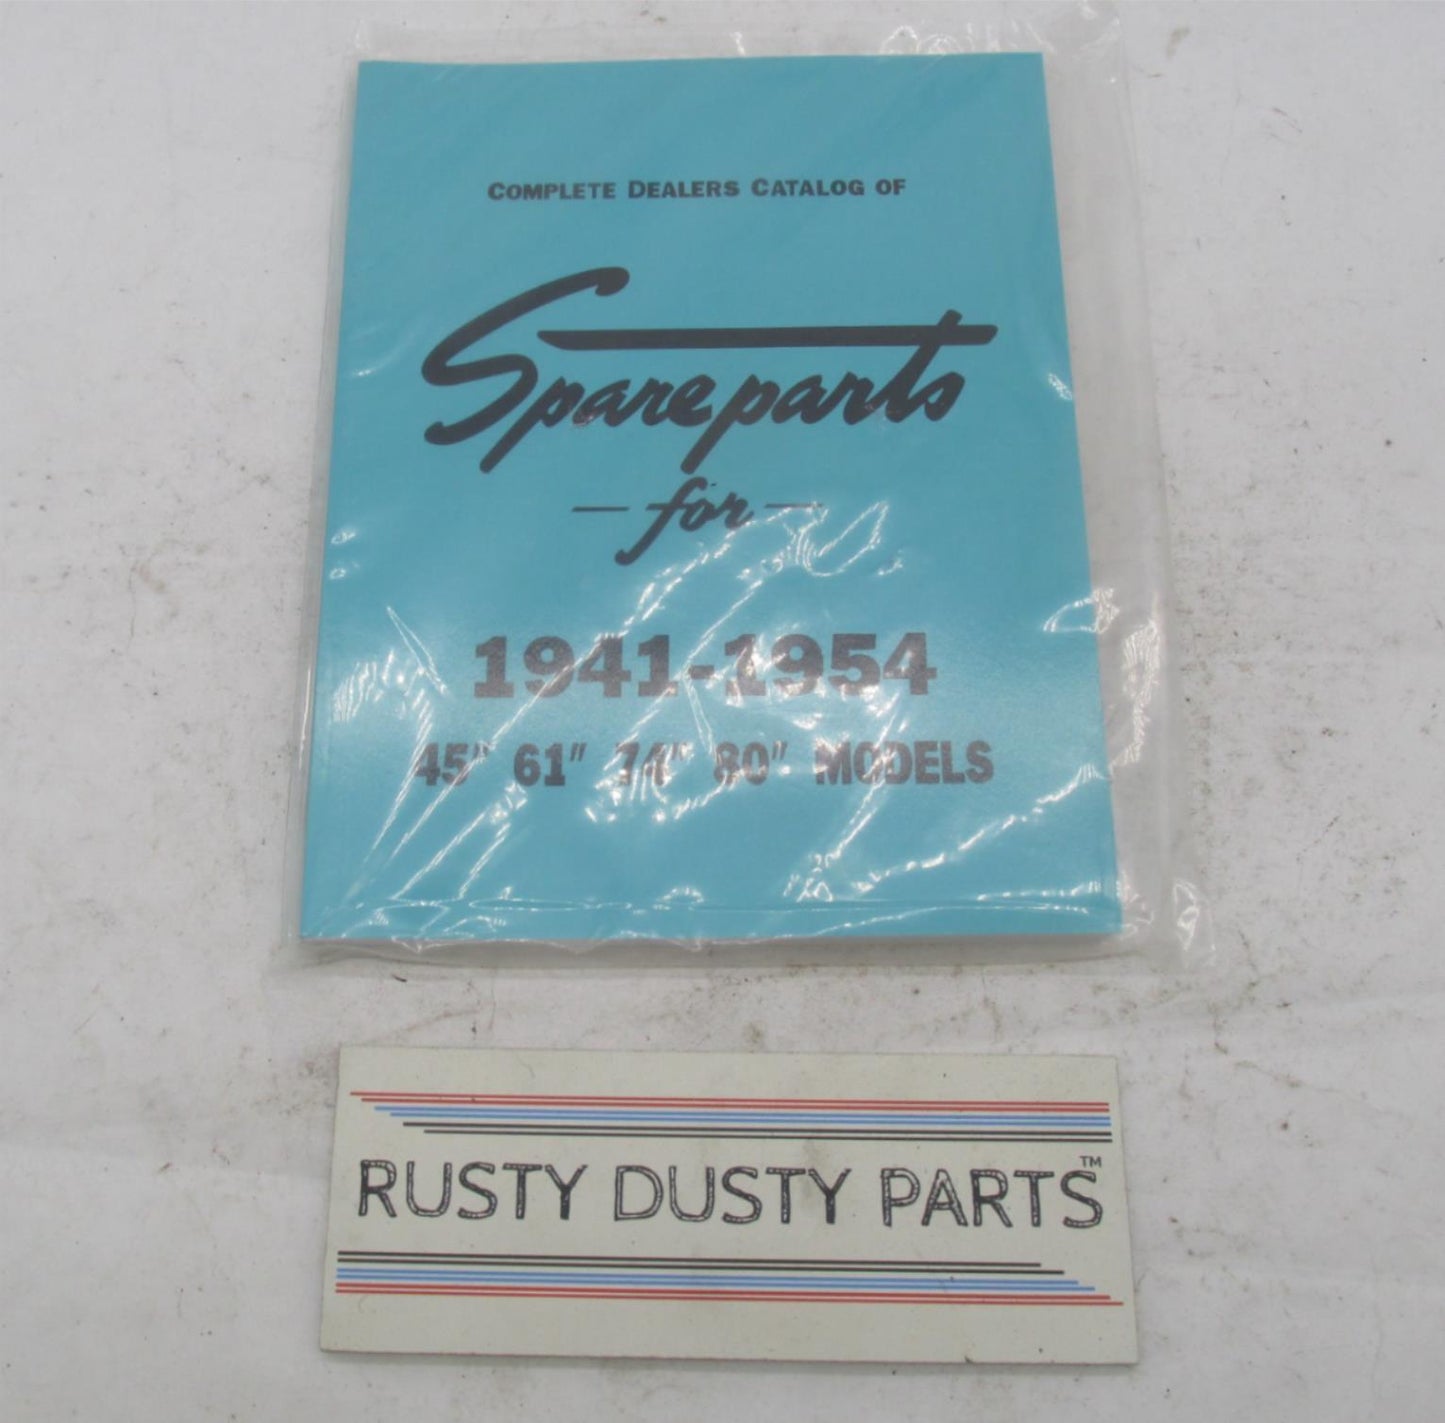 COMPLETE DEALERS CATALOG OF
Spareparts
— for —
1941-1954
45" 61" 74" 80" MODELS
RUSTY DUSTY PARTS™